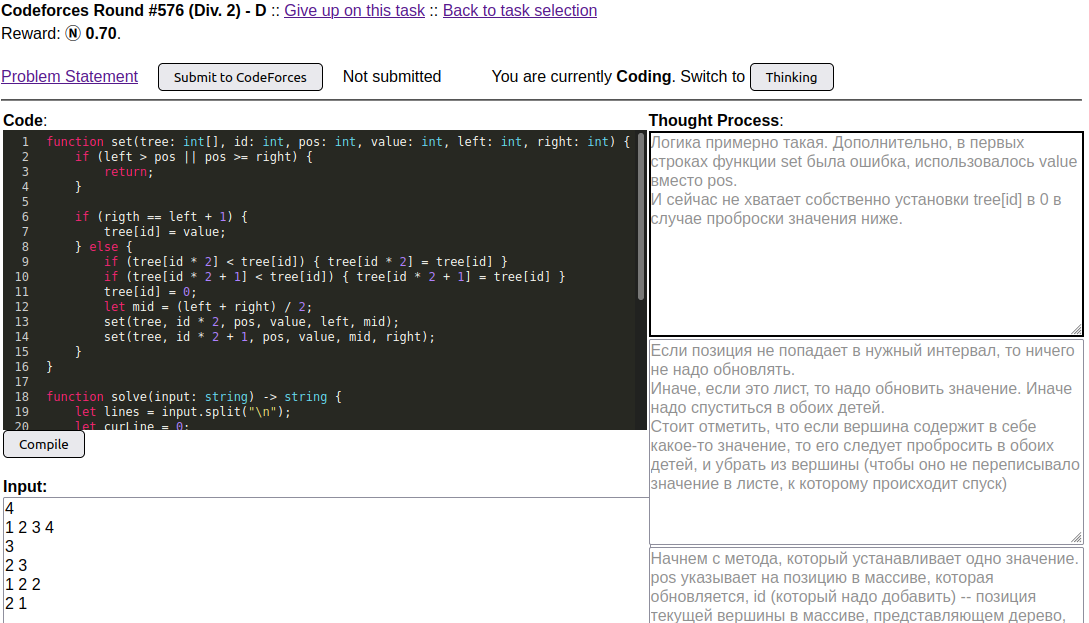 Codeforces Round #576 (Div. 2) - D :: Give up on this task :: Back to task selection
Reward: Ⓝ 0.70.
Problem Statement Submit to CodeForces Not submitted You are currently Coding. Switch to Thinking
Code:
1 function set(tree: int[], id: int, pos: int, value: int, left: int, right: int) {
2 if (left > pos || pos >= right) {
3 return;
4 }
5
6 if (rigth == left + 1) {
7 tree[id] = value;
8 } else {
9 if (tree[id * 2] < tree[id]) { tree[id * 2] = tree[id] }
10 if (tree[id * 2 + 1] < tree[id]) { tree[id * 2 + 1] = tree[id] }
11 tree[id] = 0;
12 let mid = (left + right) / 2;
13 set(tree, id * 2, pos, value, left, mid);
14 set(tree, id * 2 + 1, pos, value, mid, right);
15 }
16 }
17
18 function solve(input: string) -> string {
19 let lines = input.split("\n");
20 let curLine = 0;
Compile
Input:
4
1 2 3 4
3
2 3
1 2 2
2 1
Thought Process:
Логика примерно такая. Дополнительно, в первых
строках функции set была ошибка, использовалось value
вместо pos.
И сейчас не хватает собственно установки tree[id] в 0 в
случае проброски значения ниже.
Если позиция не попадает в нужный интервал, то ничего
не надо обновлять.
Иначе, если это лист, то надо обновить значение. Иначе
надо спуститься в обоих детей.
Стоит отметить, что если вершина содержит в себе
какое-то значение, то его следует пробросить в обоих
детей, и убрать из вершины (чтобы оно не переписывало
значение в листе, к которому происходит спуск)
Начнем с метода, который устанавливает одно значение.
pos указывает на позицию в массиве, которая
обновляется, id (который надо добавить) -- позиция
текущей вершины в массиве, представляющем дерево,